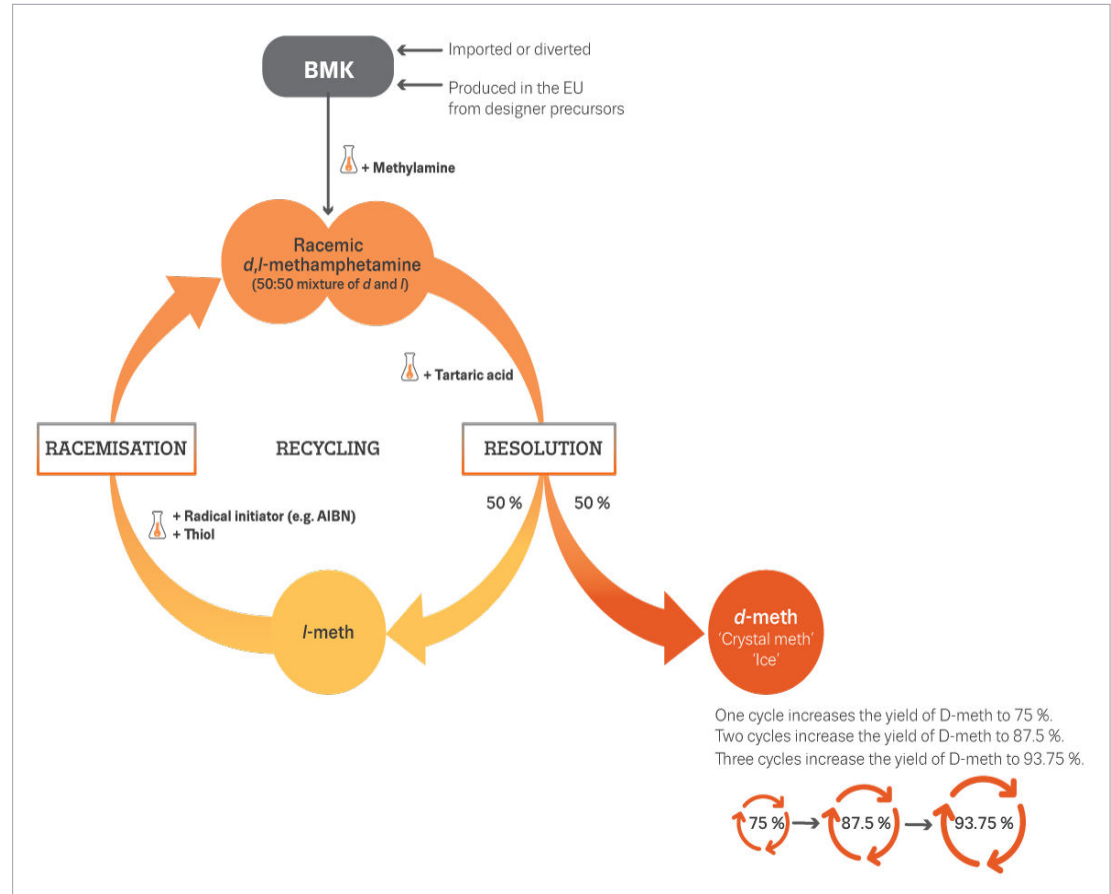 BMK
Imported or diverted
Produced in the EU
from designer precursors
+ Methylamine
Racemic
d,l-methamphetamine
(50:50 mixture of d and l)
+ Tartaric acid
RACEMISATION
RECYCLING
RESOLUTION
50 %
50 %
+ Radical initiator (e.g. AIBN)
+ Thiol
l-meth
d-meth
‘Crystal meth’
‘Ice’
One cycle increases the yield of D-meth to 75 %.
Two cycles increase the yield of D-meth to 87.5 %.
Three cycles increase the yield of D-meth to 93.75 %.
75 %
87.5 %
93.75 %